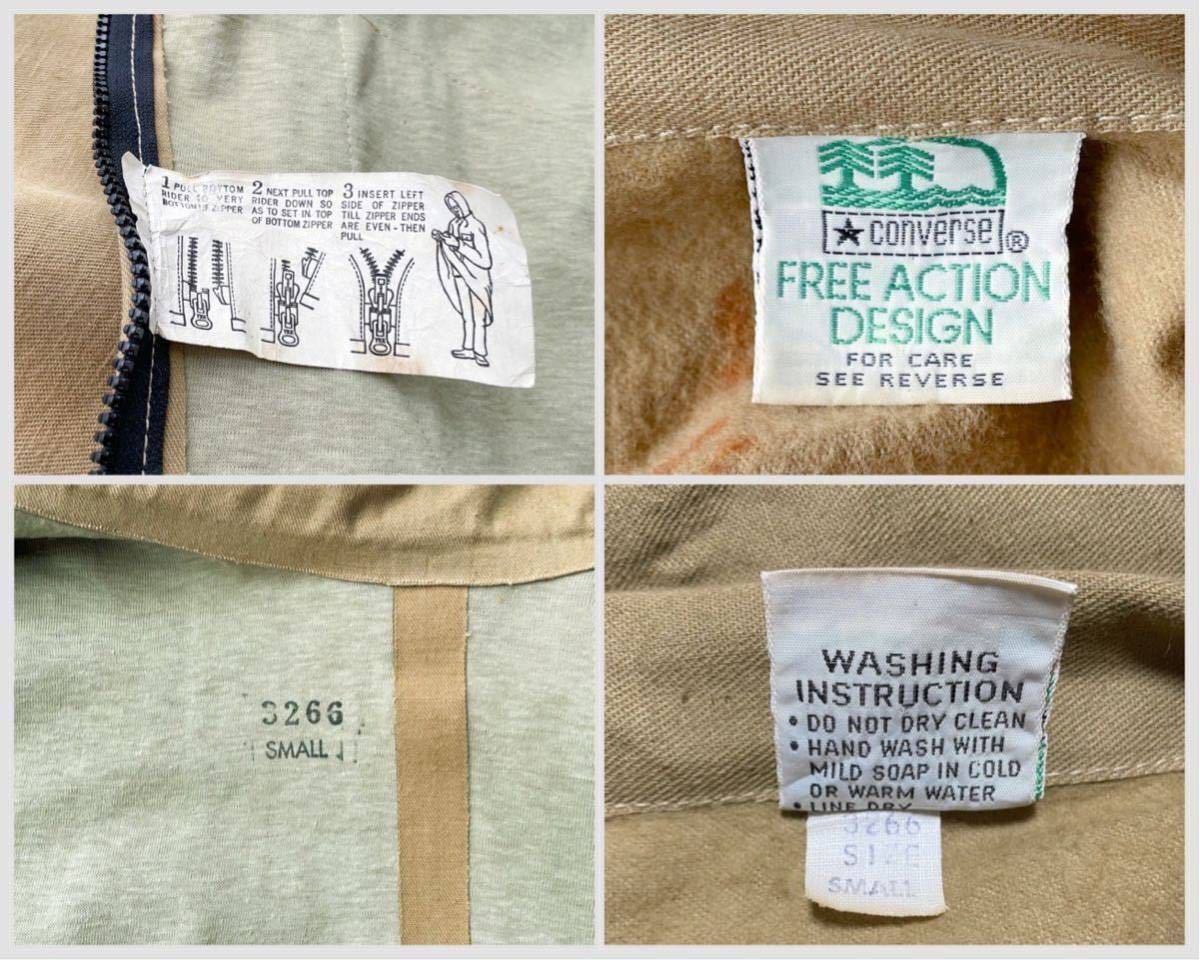 1 PULL BOTTOM
RIDER TO VERY
BOTTOM OF ZIPPER
2 NEXT PULL TOP
RIDER DOWN SO
AS TO SET IN TOP
OF BOTTOM ZIPPER
3 INSERT LEFT
SIDE OF ZIPPER
TILL ZIPPER ENDS
ARE EVEN-THEN
PULL
★ converse ®
FREE ACTION
DESIGN
FOR CARE
SEE REVERSE
3266
SMALL
WASHING
INSTRUCTION
• DO NOT DRY CLEAN
• HAND WASH WITH
MILD SOAP IN COLD
OR WARM WATER
• LINE DRY
3266
SIZE
SMALL